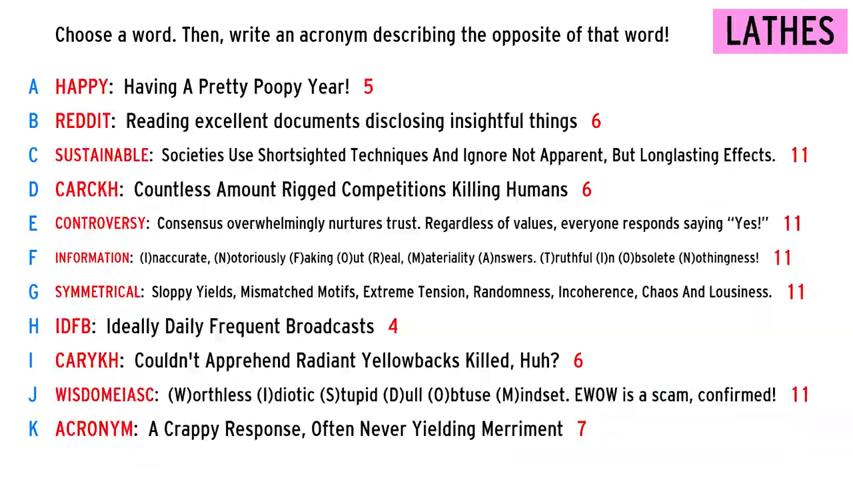 Choose a word. Then, write an acronym describing the opposite of that word!
LATHES
A HAPPY: Having A Pretty Poopy Year! 5
B REDDIT: Reading excellent documents disclosing insightful things 6
C SUSTAINABLE: Societies Use Shortsighted Techniques And Ignore Not Apparent, But Longlasting Effects. 11
D CARCKH: Countless Amount Rigged Competitions Killing Humans 6
E CONTROVERSY: Consensus overwhelmingly nurtures trust. Regardless of values, everyone responds saying “Yes!” 11
F INFORMATION: (I)naccurate, (N)otoriously (F)aking (O)ut (R)eal, (M)ateriality (A)nswers. (T)ruthful (I)n (O)bsolete (N)othingness! 11
G SYMMETRICAL: Sloppy Yields, Mismatched Motifs, Extreme Tension, Randomness, Incoherence, Chaos And Lousiness. 11
H IDFB: Ideally Daily Frequent Broadcasts 4
I CARYKH: Couldn't Apprehend Radiant Yellowbacks Killed, Huh? 6
J WISDOMEIASC: (W)orthless (I)diotic (S)tupid (D)ull (O)btuse (M)indset. EWOW is a scam, confirmed! 11
K ACRONYM: A Crappy Response, Often Never Yielding Merriment 7